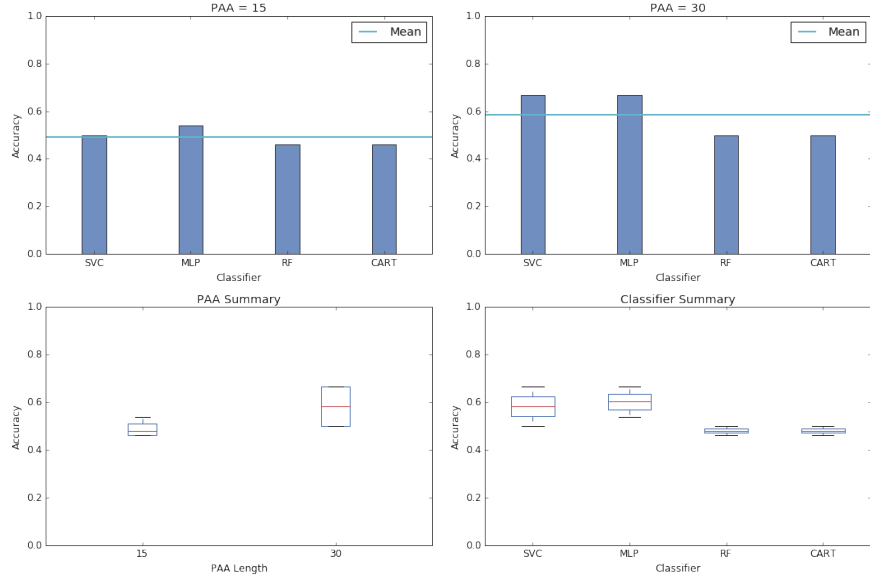 PAA = 15
1.0
0.8
0.6
0.4
0.2
0.0
Accuracy
Mean
SVC MLP RF CART
Classifier
PAA = 30
1.0
0.8
0.6
0.4
0.2
0.0
Accuracy
Mean
SVC MLP RF CART
Classifier
PAA Summary
1.0
0.8
0.6
0.4
0.2
0.0
Accuracy
15 30
PAA Length
Classifier Summary
1.0
0.8
0.6
0.4
0.2
0.0
Accuracy
SVC MLP RF CART
Classifier